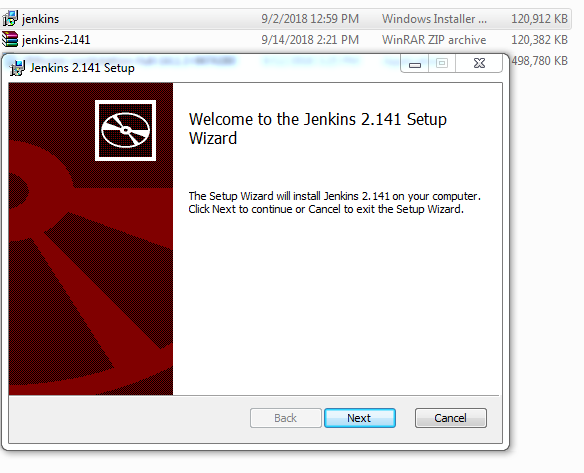 jenkins 9/2/2018 12:59 PM Windows Installer ... 120,912 KB
jenkins-2.141 9/14/2018 2:21 PM WinRAR ZIP archive 120,382 KB
498,780 KB
Jenkins 2.141 Setup
Welcome to the Jenkins 2.141 Setup
Wizard
The Setup Wizard will install Jenkins 2.141 on your computer.
Click Next to continue or Cancel to exit the Setup Wizard.
Back Next Cancel